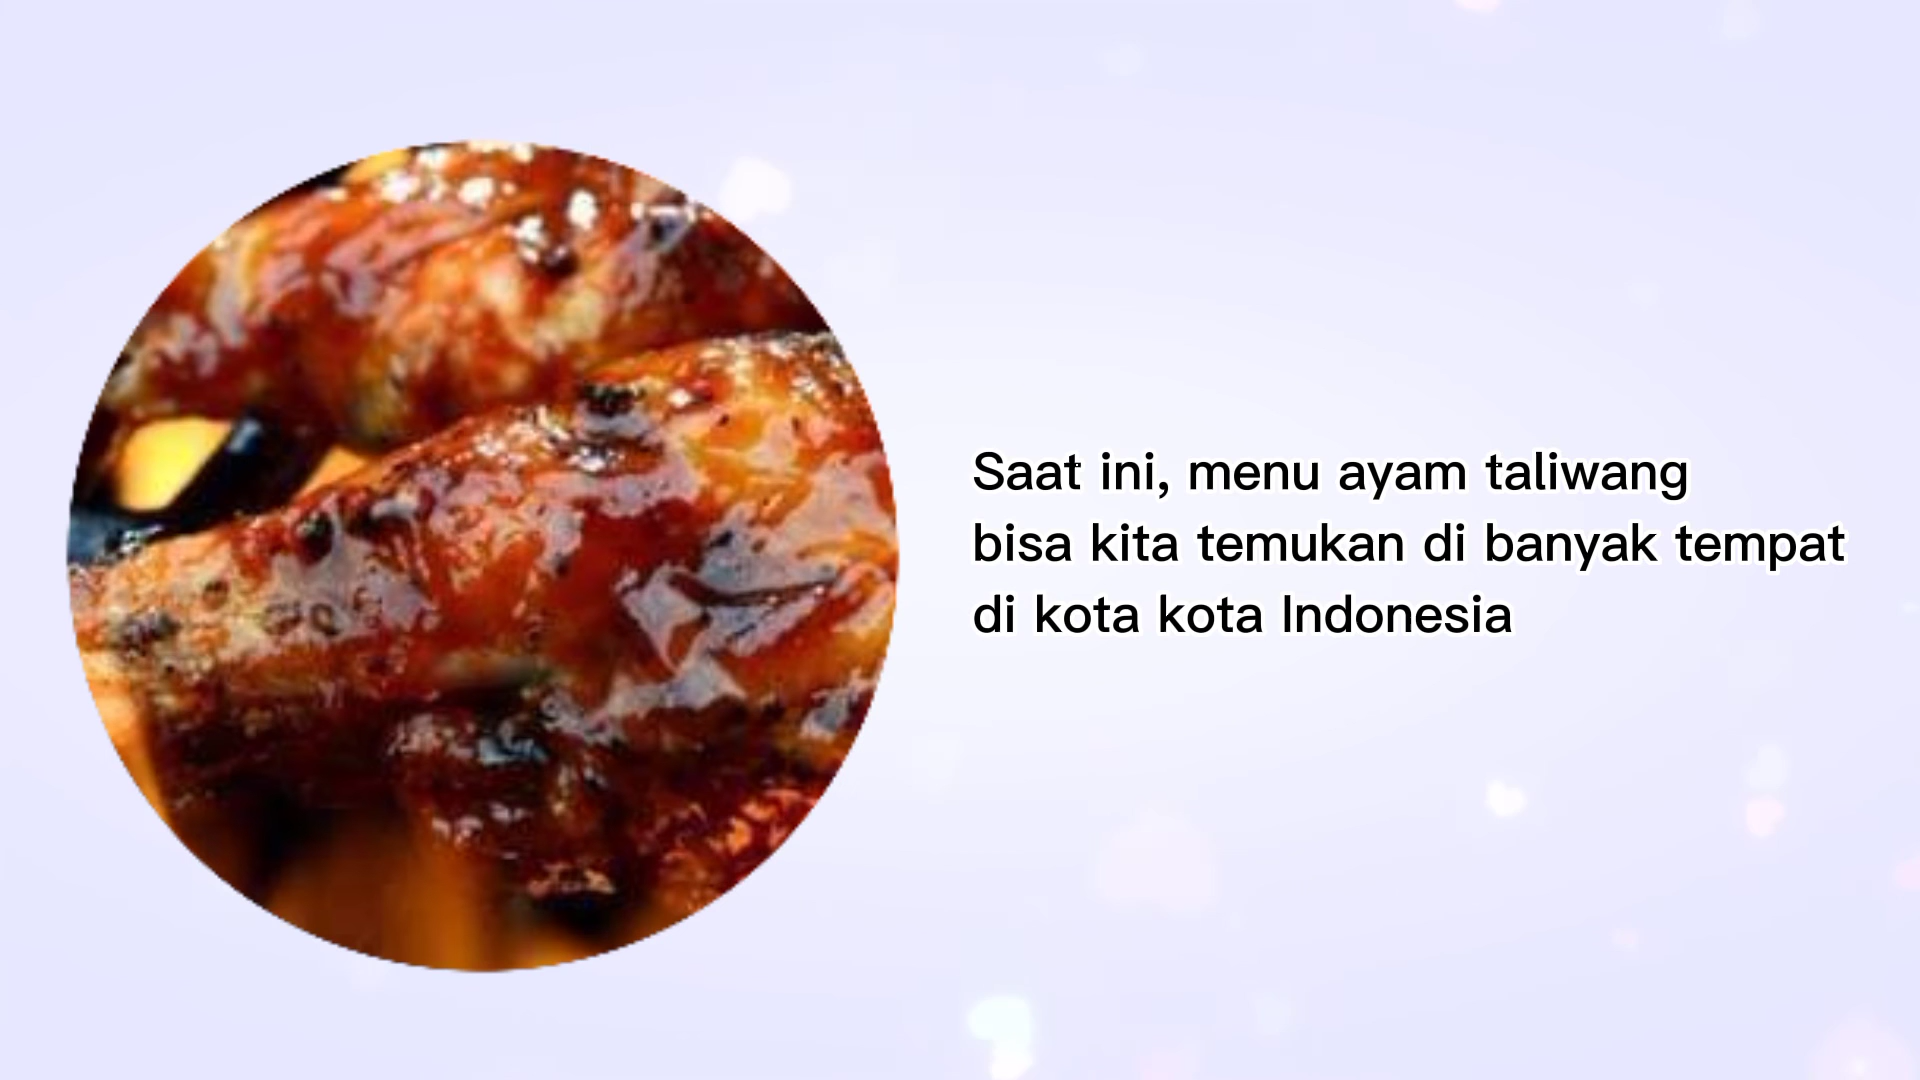 Saat ini, menu ayam taliwang
bisa kita temukan di banyak tempat
di kota kota Indonesia